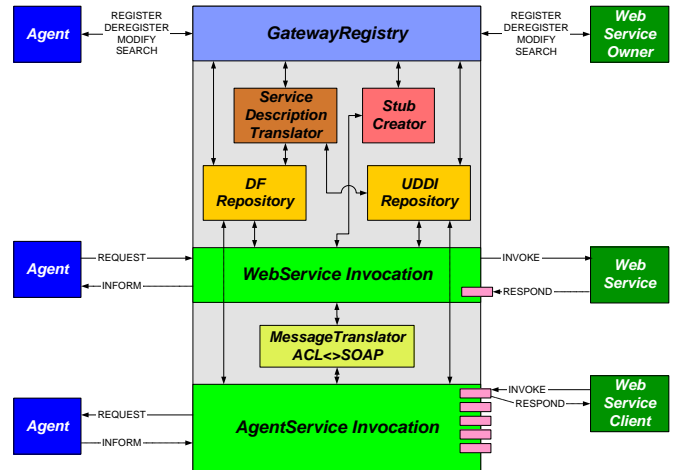 REGISTER
DEREGISTER
MODIFY
SEARCH
Agent
GatewayRegistry
REGISTER
DEREGISTER
MODIFY
SEARCH
Web
Service
Owner
Service
Description
Translator
Stub
Creator
DF
Repository
UDDI
Repository
Agent
REQUEST
INFORM
WebService Invocation
INVOKE
RESPOND
Web
Service
MessageTranslator
ACL<>SOAP
Agent
REQUEST
INFORM
AgentService Invocation
INVOKE
RESPOND
Web
Service
Client